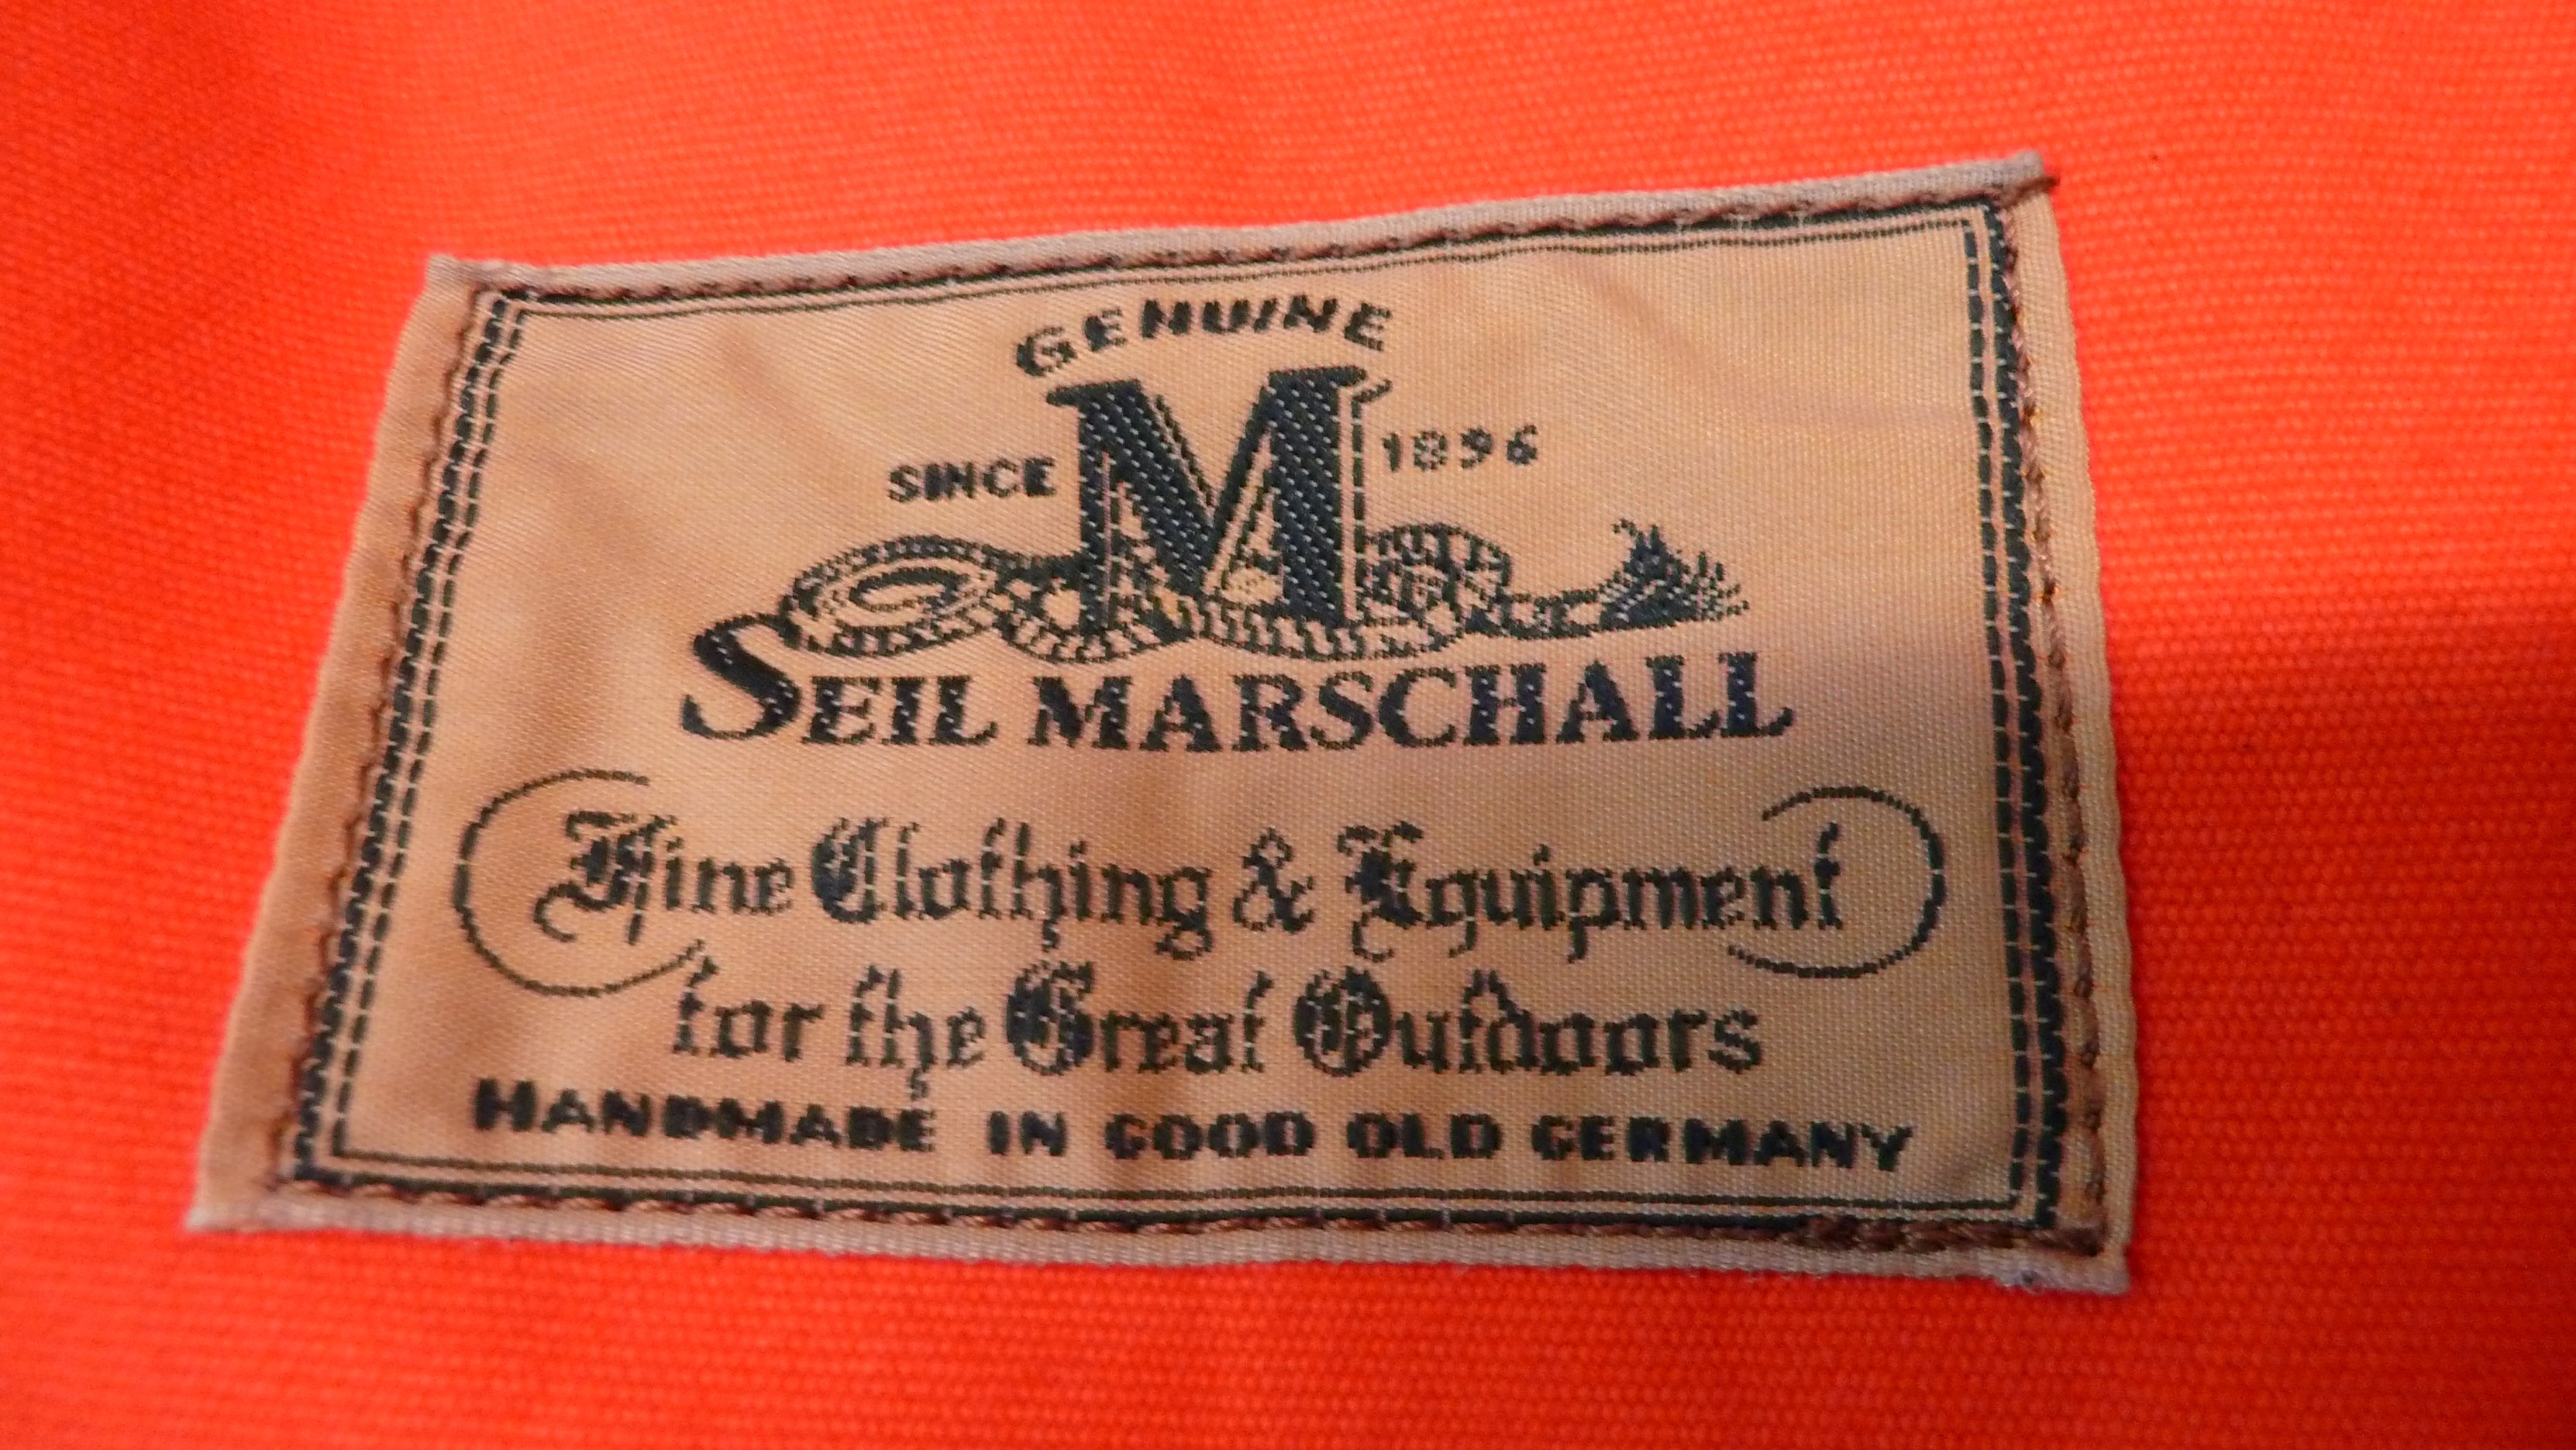 GENUINE
M
SINCE 1896
SEIL MARSCHALL
Fine Clothing & Equipment
for the Great Outdoors
HANDMADE IN GOOD OLD GERMANY